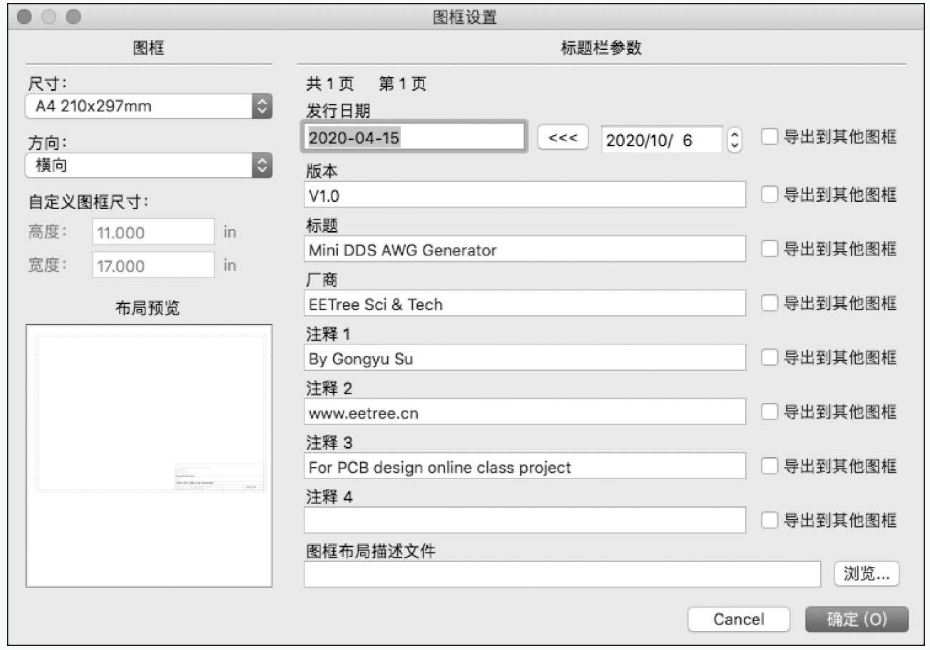 图框设置
图框
标题栏参数
尺寸:
A4 210x297mm
方向:
横向
自定义图框尺寸:
高度: 11.000 in
宽度: 17.000 in
布局预览
共 1 页 第 1 页
发行日期
2020-04-15 <<< 2020/10/ 6 导出到其他图框
版本
V1.0 导出到其他图框
标题
Mini DDS AWG Generator 导出到其他图框
厂商
EETree Sci & Tech 导出到其他图框
注释 1
By Gongyu Su 导出到其他图框
注释 2
www.eetree.cn 导出到其他图框
注释 3
For PCB design online class project 导出到其他图框
注释 4
导出到其他图框
图框布局描述文件
浏览...
Cancel 确定 (O)